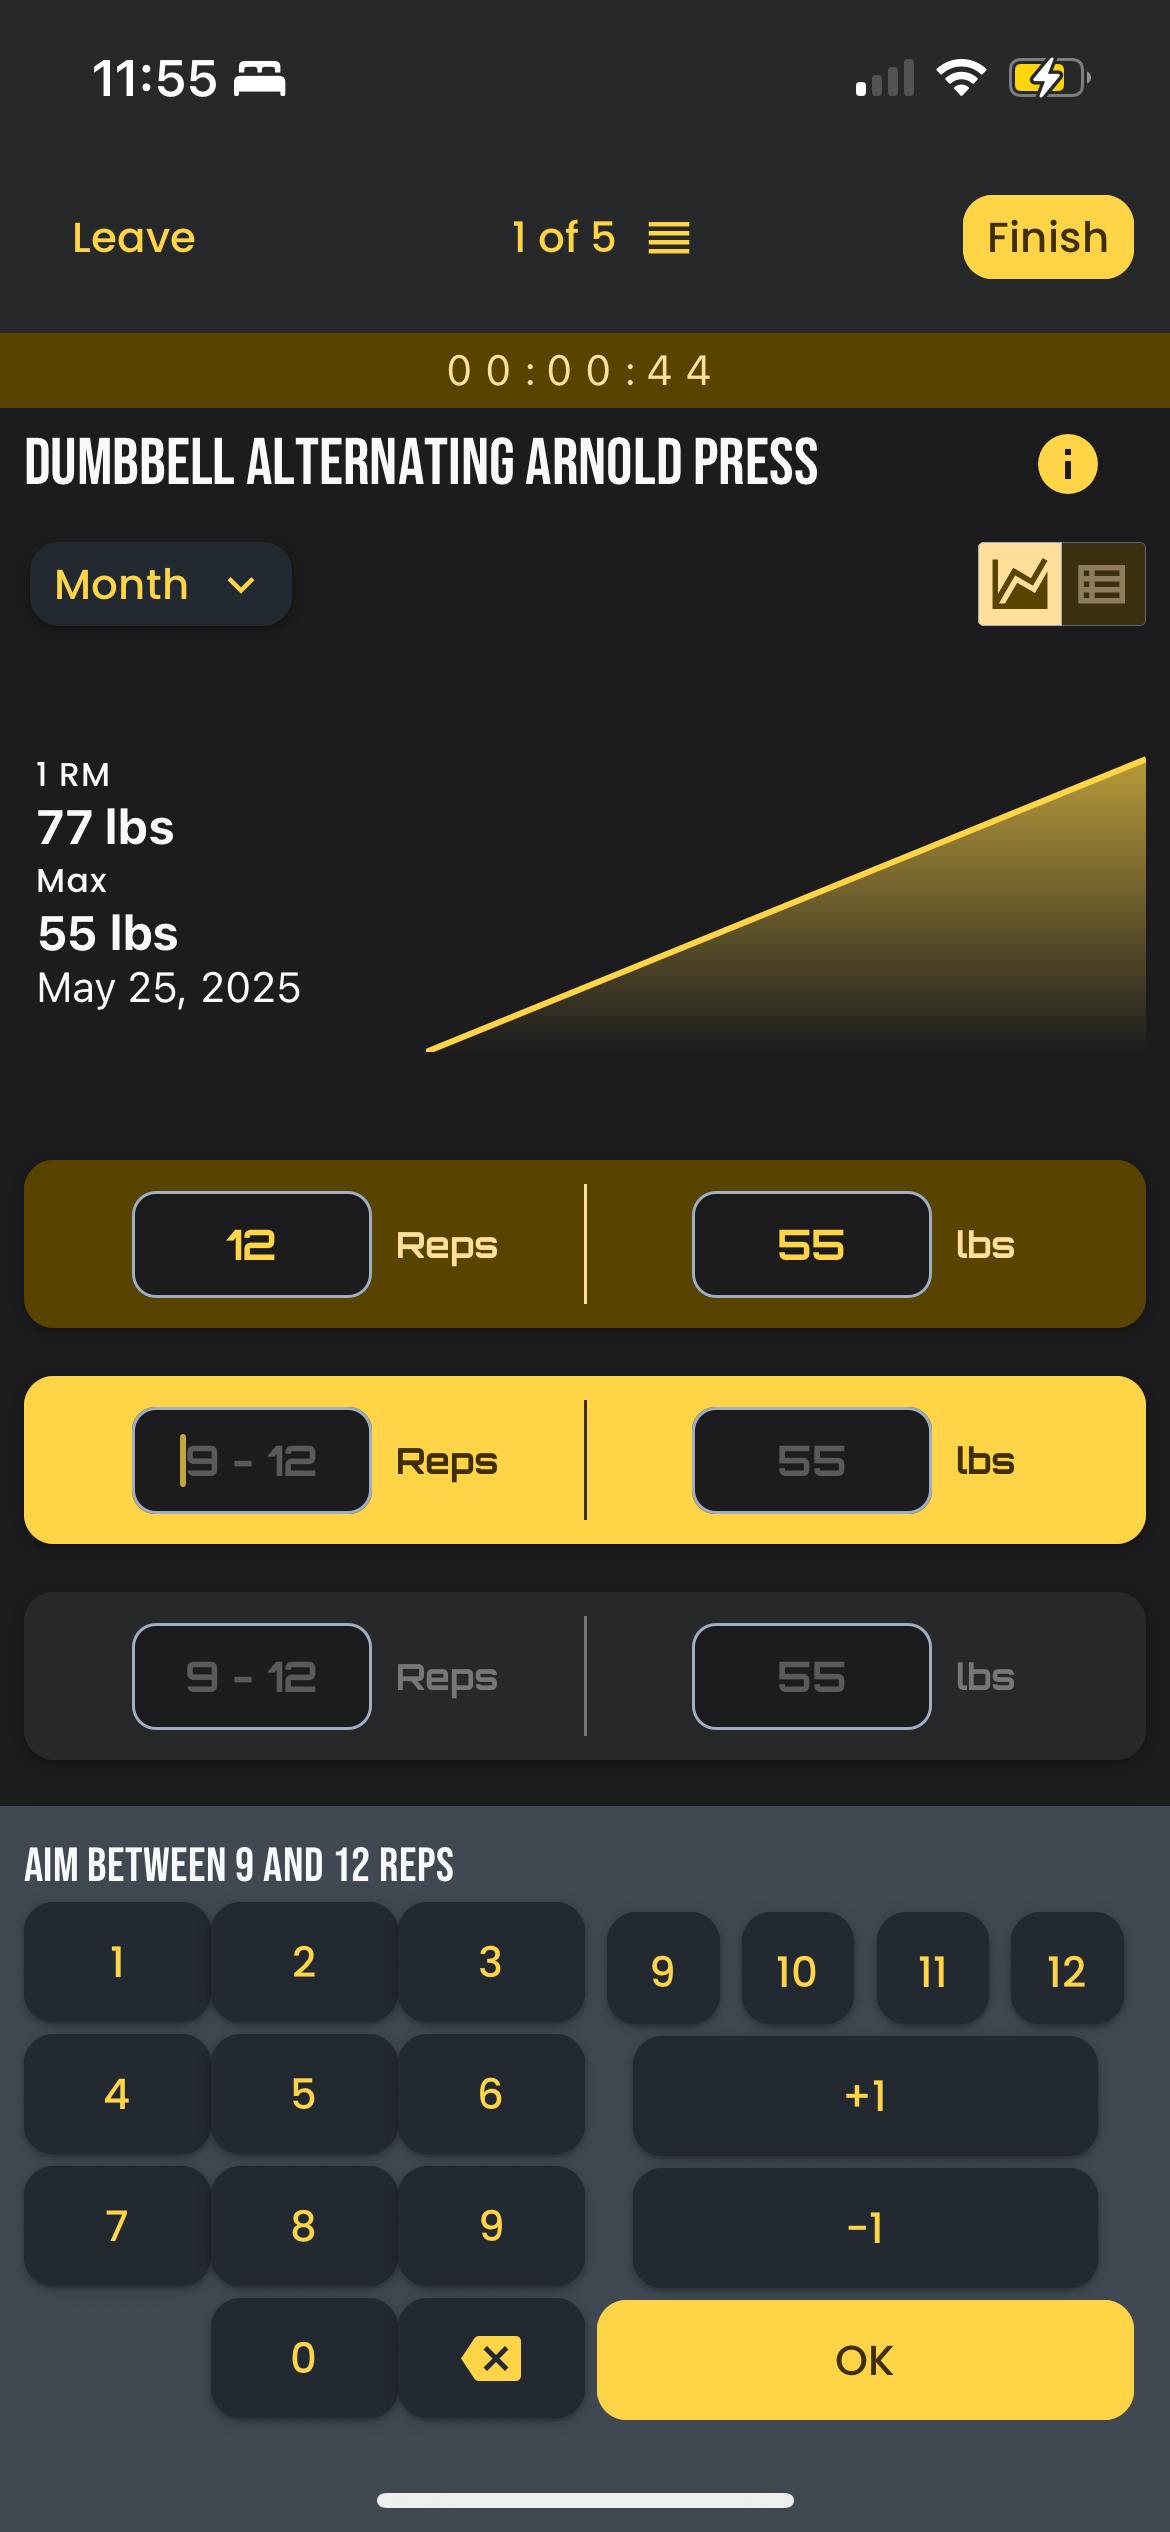 11:55
Leave 1 of 5 Finish
00:00:44
DUMBBELL ALTERNATING ARNOLD PRESS
Month
1 RM
77 lbs
Max
55 lbs
May 25, 2025
12 Reps 55 lbs
9 - 12 Reps 55 lbs
9 - 12 Reps 55 lbs
AIM BETWEEN 9 AND 12 REPS
1 2 3 9 10 11 12
4 5 6 +1
7 8 9 -1
0 OK